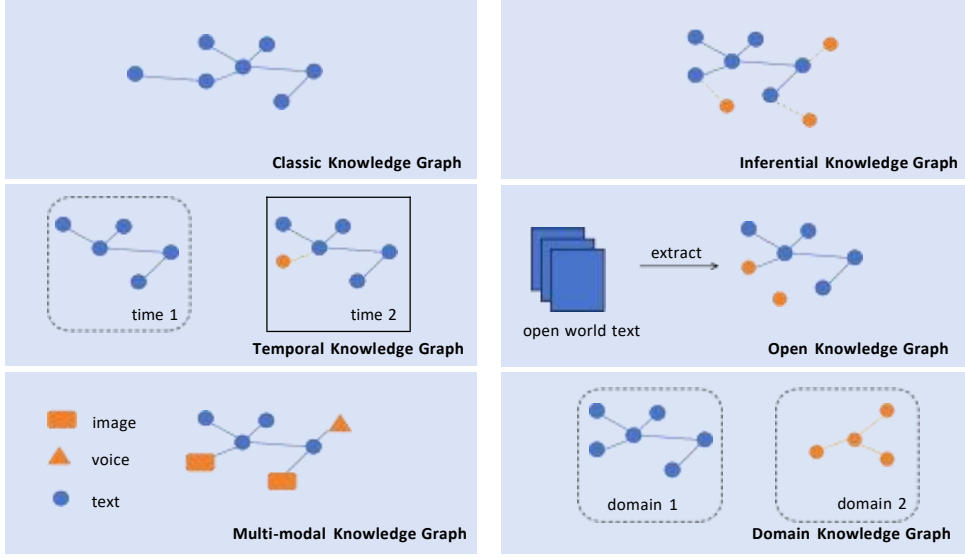 Classic Knowledge Graph
Inferential Knowledge Graph
time 1
time 2
Temporal Knowledge Graph
extract
open world text
Open Knowledge Graph
image
voice
text
Multi-modal Knowledge Graph
domain 1
domain 2
Domain Knowledge Graph